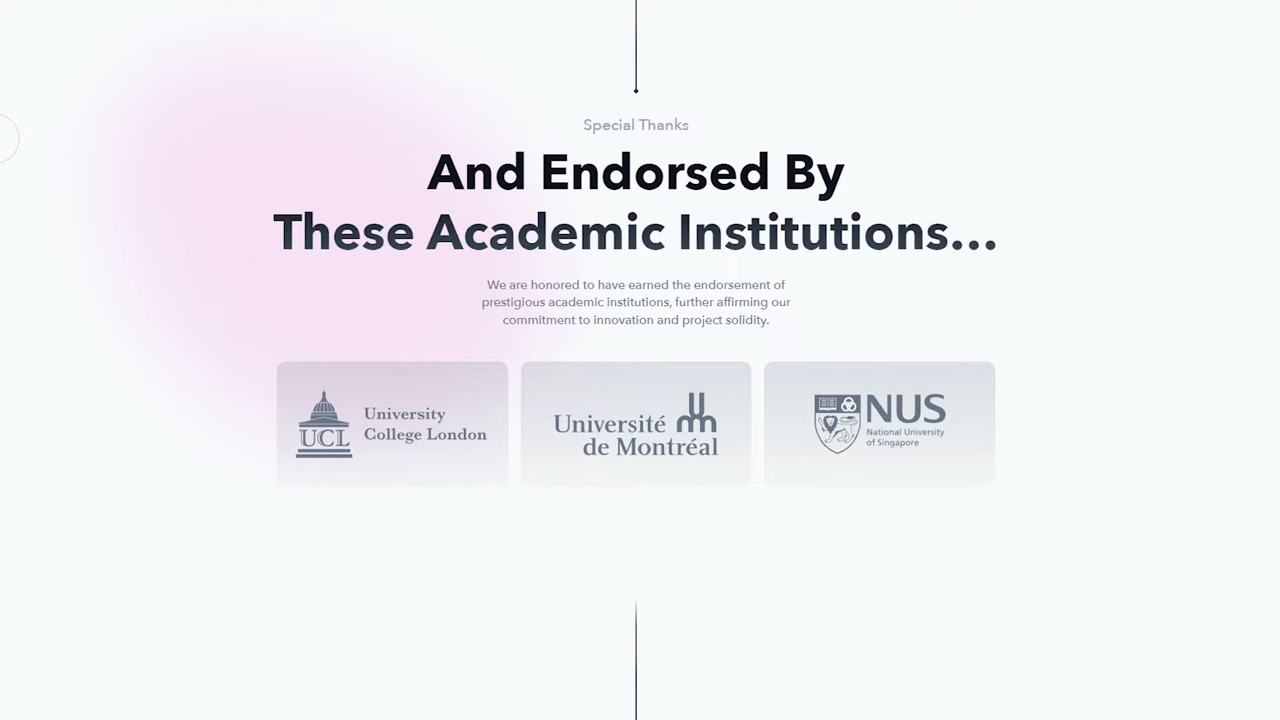 Special Thanks
And Endorsed By
These Academic Institutions...
We are honored to have earned the endorsement of
prestigious academic institutions, further affirming our
commitment to innovation and project solidity.
UCL
University
College London
Université
de Montréal
NUS
National University
of Singapore